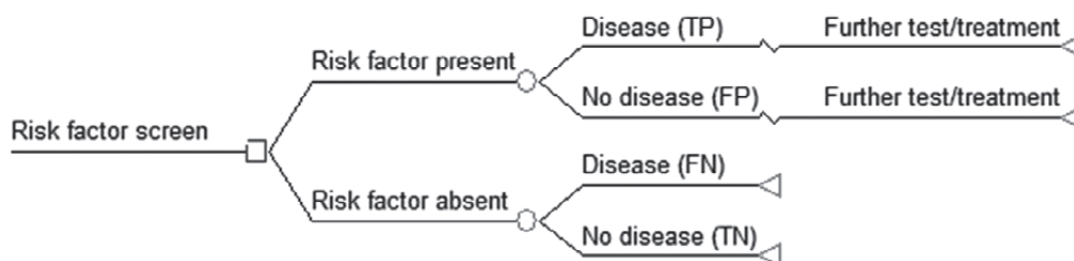 Disease (TP)
Further test/treatment
Risk factor present
No disease (FP)
Further test/treatment
Risk factor screen
Disease (FN)
Risk factor absent
No disease (TN)